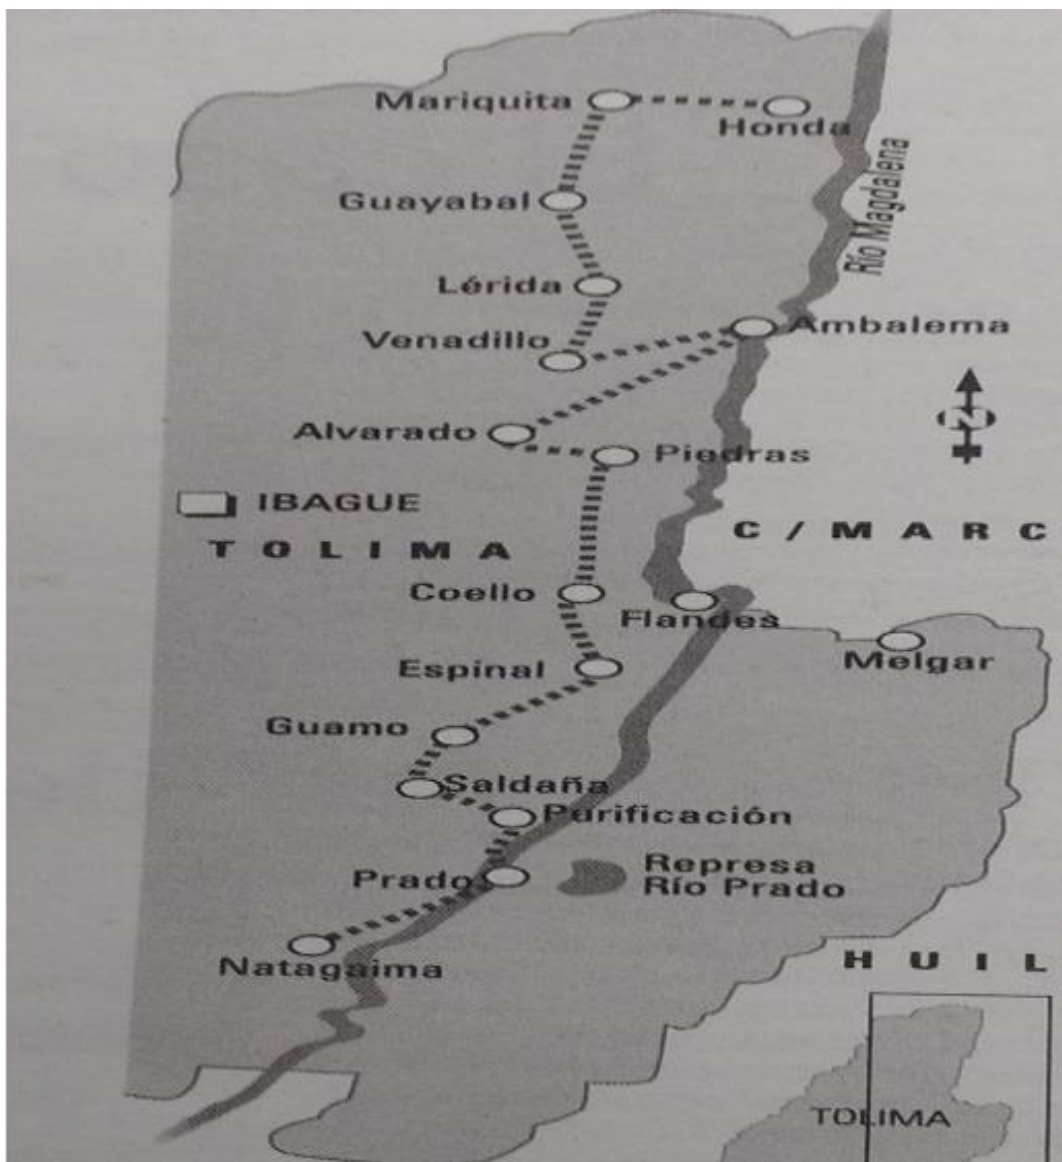 Mariquita
Honda
Río Magdalena
Guayabal
Lérida
Venadillo
Ambalema
N
Alvarado
Piedras
IBAGUE
TOLIMA
C/MARC
Coello
Flandes
Espinal
Melgar
Guamo
Saldaña
Purificación
Prado
Represa
Río Prado
Natagaima
HUIL
TOLIMA